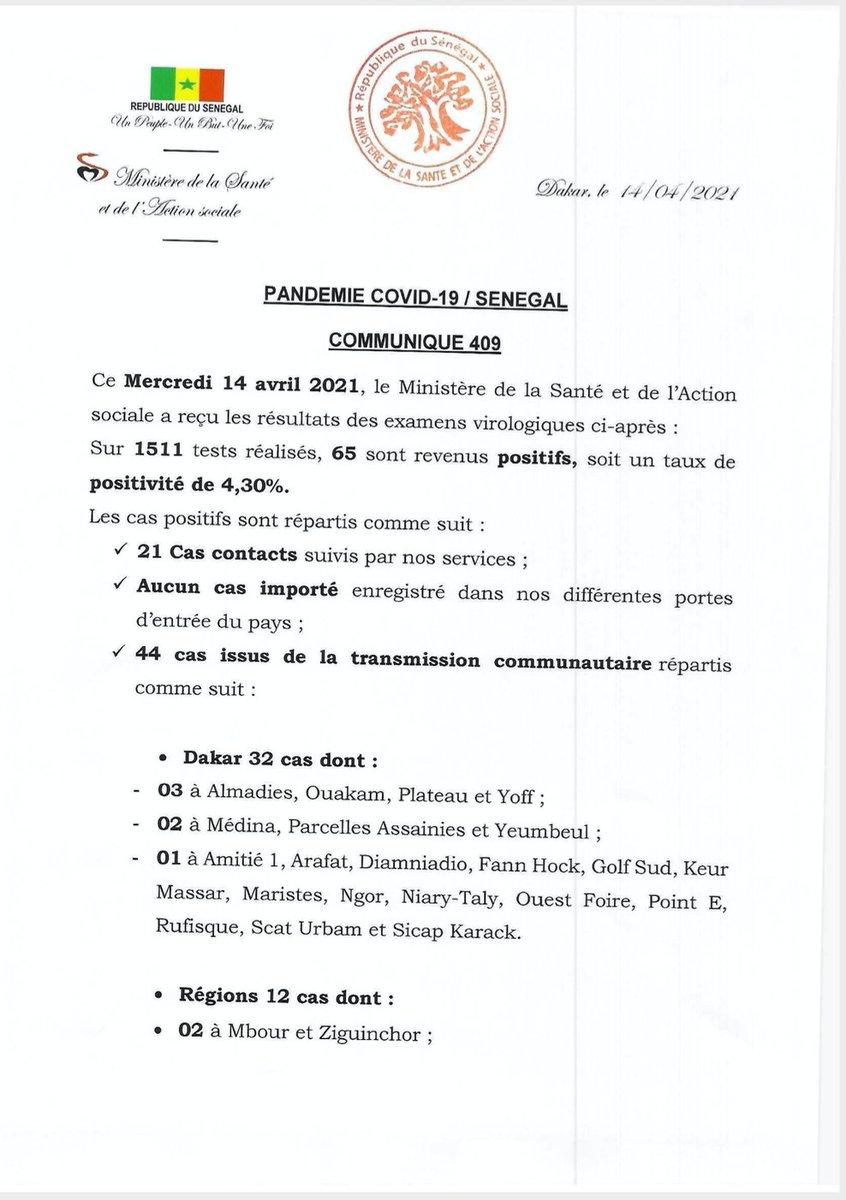 REPUBLIQUE DU SENEGAL
Un Peuple-Un But-Une Foi
Ministère de la Santé
et de l'Action sociale
★ République du Sénégal ★
MINISTÈRE DE LA SANTE ET DE L'ACTION SOCIALE
Dakar, le 14/04/2021
PANDEMIE COVID-19 / SENEGAL
COMMUNIQUE 409
Ce Mercredi 14 avril 2021, le Ministère de la Santé et de l'Action
sociale a reçu les résultats des examens virologiques ci-après :
Sur 1511 tests réalisés, 65 sont revenus positifs, soit un taux de
positivité de 4,30%.
Les cas positifs sont répartis comme suit :
✓ 21 Cas contacts suivis par nos services ;
✓ Aucun cas importé enregistré dans nos différentes portes
d'entrée du pays ;
✓ 44 cas issus de la transmission communautaire répartis
comme suit :
• Dakar 32 cas dont :
- 03 à Almadies, Ouakam, Plateau et Yoff ;
- 02 à Médina, Parcelles Assainies et Yeumbeul ;
- 01 à Amitié 1, Arafat, Diamniadio, Fann Hock, Golf Sud, Keur
Massar, Maristes, Ngor, Niary-Taly, Ouest Foire, Point E,
Rufisque, Scat Urbam et Sicap Karack.
• Régions 12 cas dont :
• 02 à Mbour et Ziguinchor ;